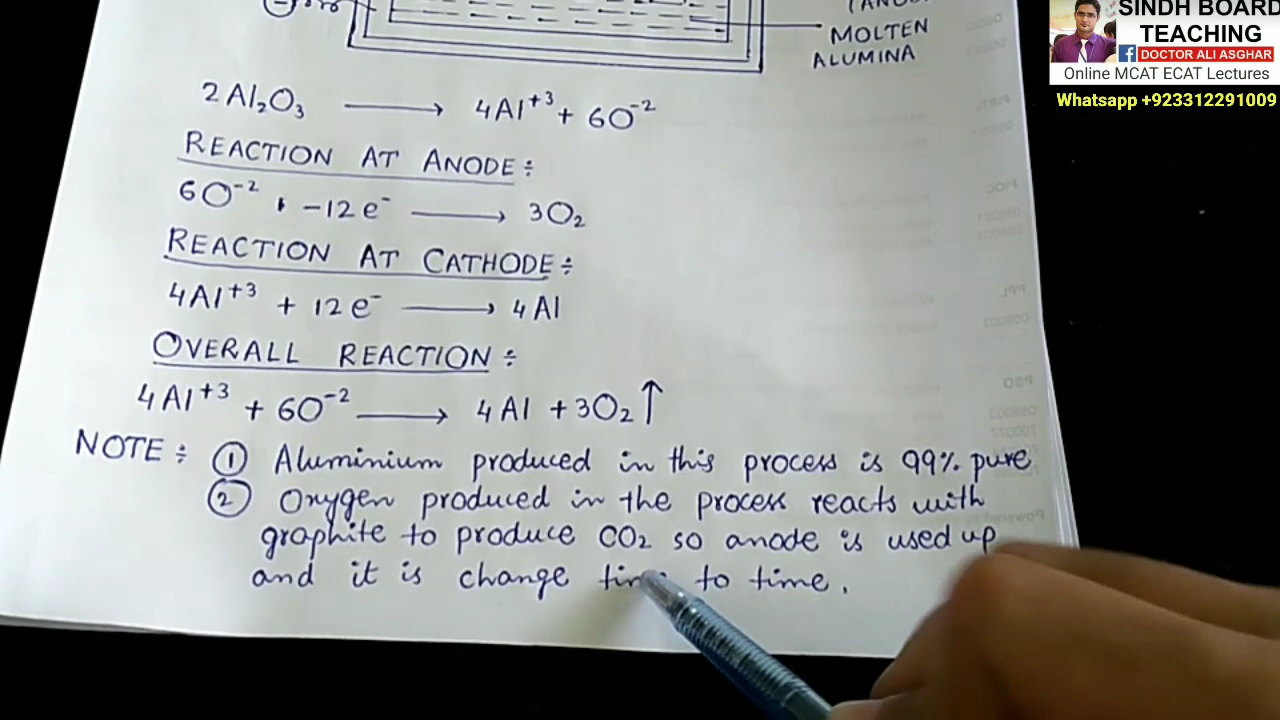 SINDH BOARD
TEACHING
f DOCTOR ALI ASGHAR
Online MCAT ECAT Lectures
Whatsapp +923312291009
MOLTEN
ALUMINA
2Al₂O₃ → 4Al⁺³ + 6O⁻²
REACTION AT ANODE:
6O⁻² + -12e⁻ → 3O₂
REACTION AT CATHODE:
4Al⁺³ + 12e⁻ → 4Al
OVERALL REACTION:
4Al⁺³ + 6O⁻² → 4Al + 3O₂↑
NOTE: ① Aluminium produced in this process is 99% pure
② Oxygen produced in the process reacts with
graphite to produce CO₂ so anode is used up
and it is change time to time.